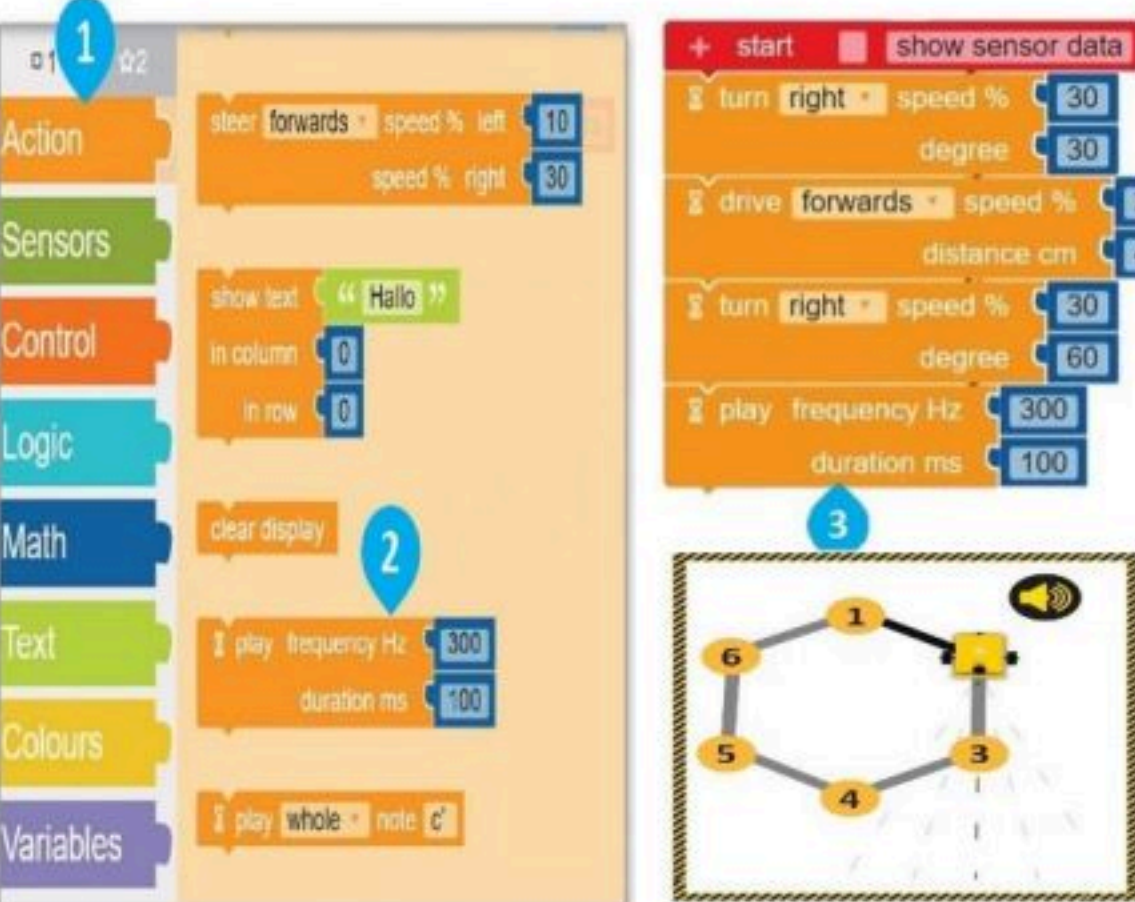 1
1 2
Action
Sensors
Control
Logic
Math
Text
Colours
Variables
steer forwards speed % left 10
speed % right 30
show text “ Hallo ”
in column 0
in row 0
clear display
2
play frequency Hz 300
duration ms 100
play whole note c'
+ start show sensor data
turn right speed % 30
degree 30
drive forwards speed %
distance cm
turn right speed % 30
degree 60
play frequency Hz 300
duration ms 100
3
1
6
5
3
4